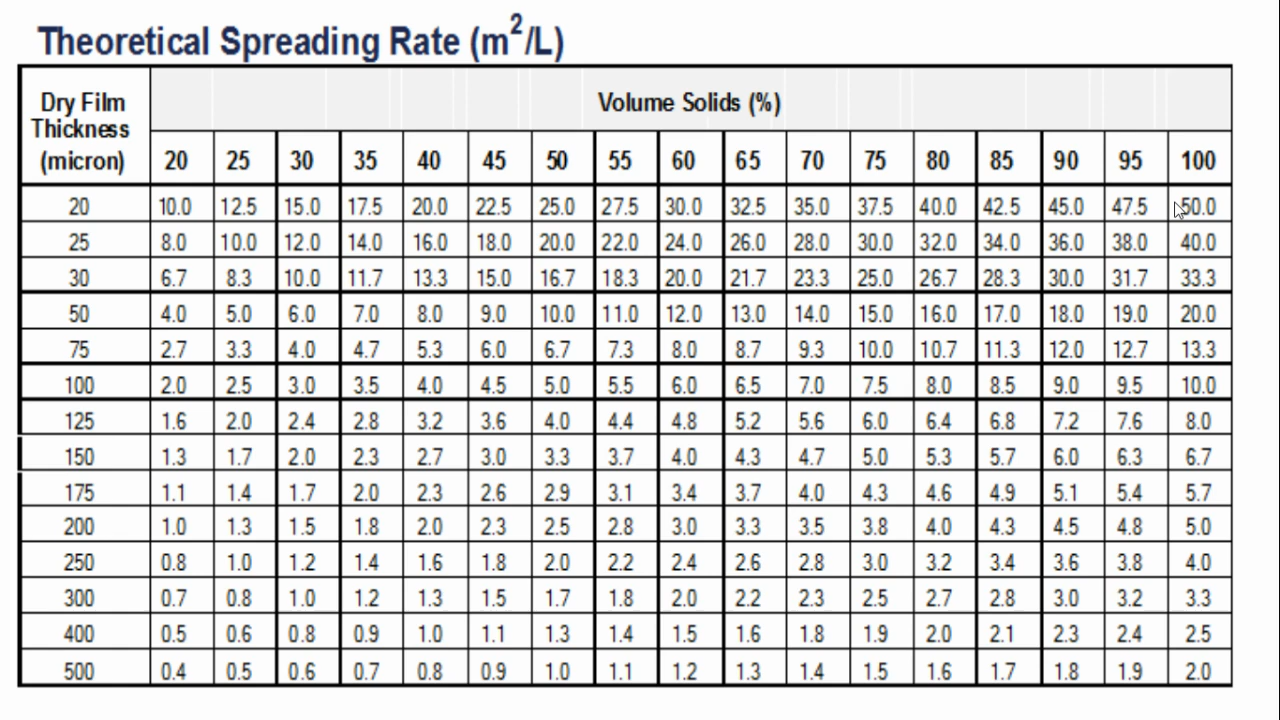 Theoretical Spreading Rate (m²/L)
Dry Film Thickness (micron) Volume Solids (%)
20 25 30 35 40 45 50 55 60 65 70 75 80 85 90 95 100
20 10.0 12.5 15.0 17.5 20.0 22.5 25.0 27.5 30.0 32.5 35.0 37.5 40.0 42.5 45.0 47.5 50.0
25 8.0 10.0 12.0 14.0 16.0 18.0 20.0 22.0 24.0 26.0 28.0 30.0 32.0 34.0 36.0 38.0 40.0
30 6.7 8.3 10.0 11.7 13.3 15.0 16.7 18.3 20.0 21.7 23.3 25.0 26.7 28.3 30.0 31.7 33.3
50 4.0 5.0 6.0 7.0 8.0 9.0 10.0 11.0 12.0 13.0 14.0 15.0 16.0 17.0 18.0 19.0 20.0
75 2.7 3.3 4.0 4.7 5.3 6.0 6.7 7.3 8.0 8.7 9.3 10.0 10.7 11.3 12.0 12.7 13.3
100 2.0 2.5 3.0 3.5 4.0 4.5 5.0 5.5 6.0 6.5 7.0 7.5 8.0 8.5 9.0 9.5 10.0
125 1.6 2.0 2.4 2.8 3.2 3.6 4.0 4.4 4.8 5.2 5.6 6.0 6.4 6.8 7.2 7.6 8.0
150 1.3 1.7 2.0 2.3 2.7 3.0 3.3 3.7 4.0 4.3 4.7 5.0 5.3 5.7 6.0 6.3 6.7
175 1.1 1.4 1.7 2.0 2.3 2.6 2.9 3.1 3.4 3.7 4.0 4.3 4.6 4.9 5.1 5.4 5.7
200 1.0 1.3 1.5 1.8 2.0 2.3 2.5 2.8 3.0 3.3 3.5 3.8 4.0 4.3 4.5 4.8 5.0
250 0.8 1.0 1.2 1.4 1.6 1.8 2.0 2.2 2.4 2.6 2.8 3.0 3.2 3.4 3.6 3.8 4.0
300 0.7 0.8 1.0 1.2 1.3 1.5 1.7 1.8 2.0 2.2 2.3 2.5 2.7 2.8 3.0 3.2 3.3
400 0.5 0.6 0.8 0.9 1.0 1.1 1.3 1.4 1.5 1.6 1.8 1.9 2.0 2.1 2.3 2.4 2.5
500 0.4 0.5 0.6 0.7 0.8 0.9 1.0 1.1 1.2 1.3 1.4 1.5 1.6 1.7 1.8 1.9 2.0